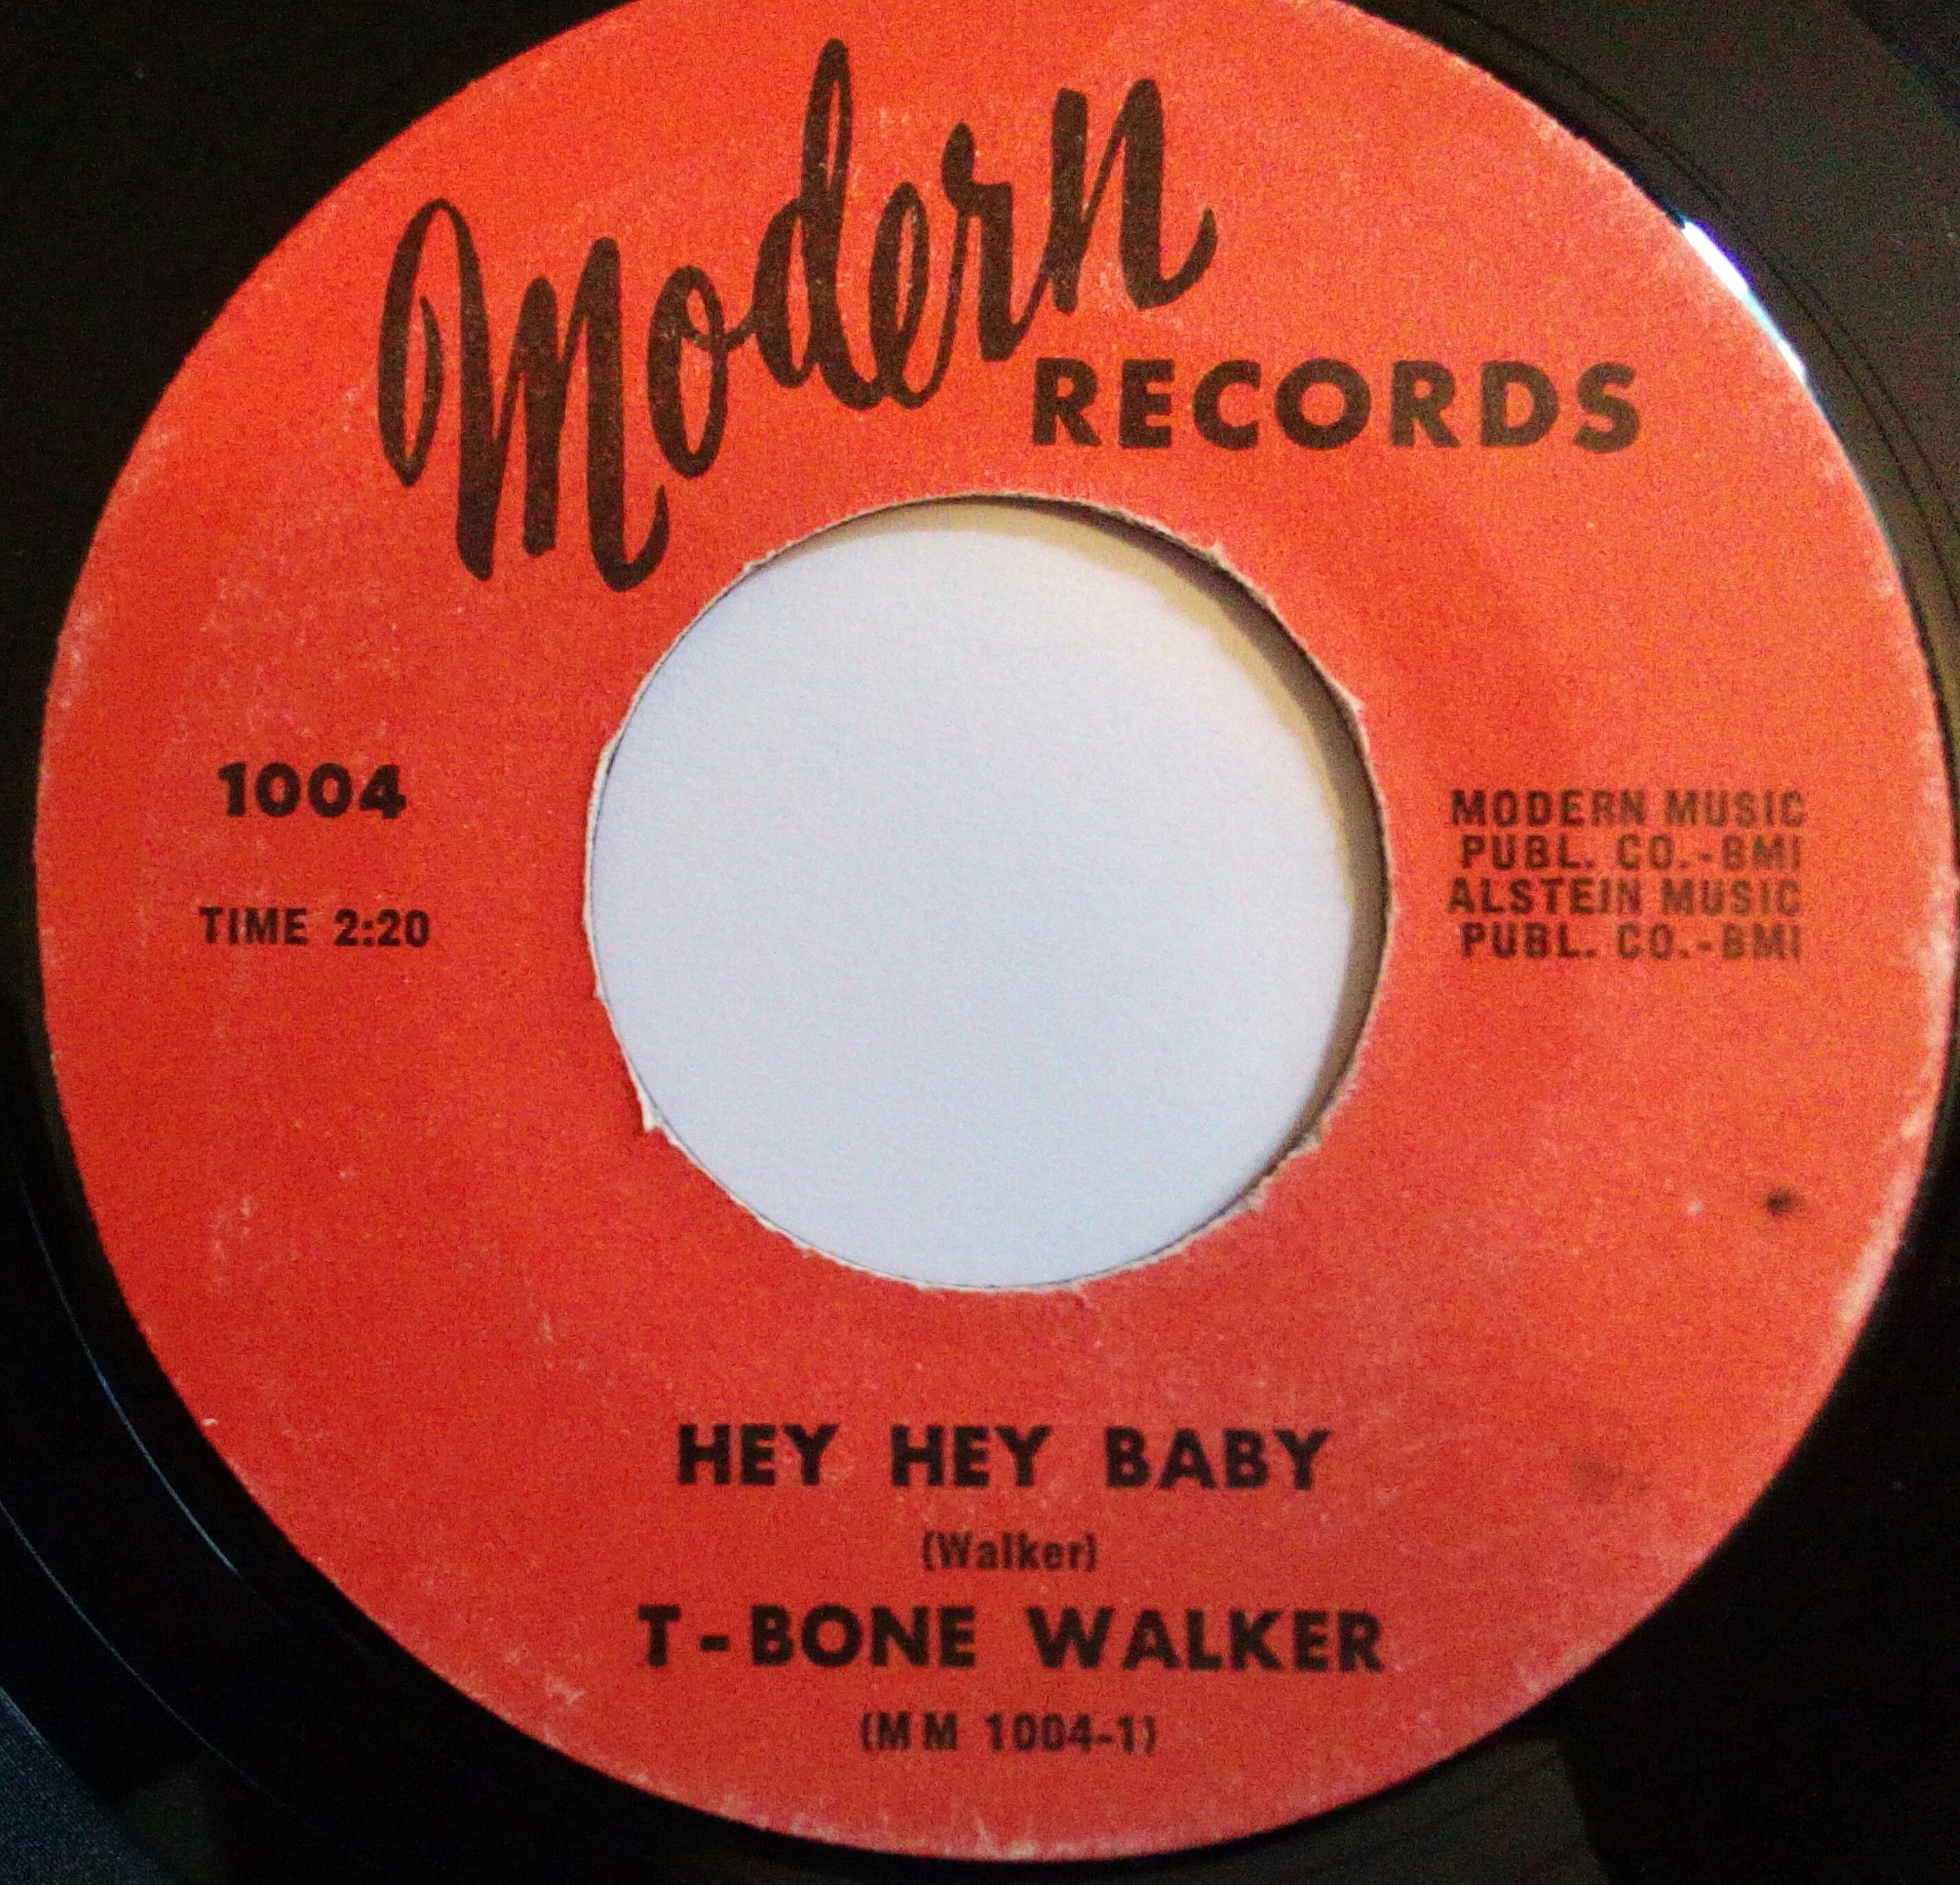 Modern
RECORDS
1004
TIME 2:20
MODERN MUSIC
PUBL. CO.-BMI
ALSTEIN MUSIC
PUBL. CO.-BMI
HEY HEY BABY
(Walker)
T-BONE WALKER
(MM 1004-1)